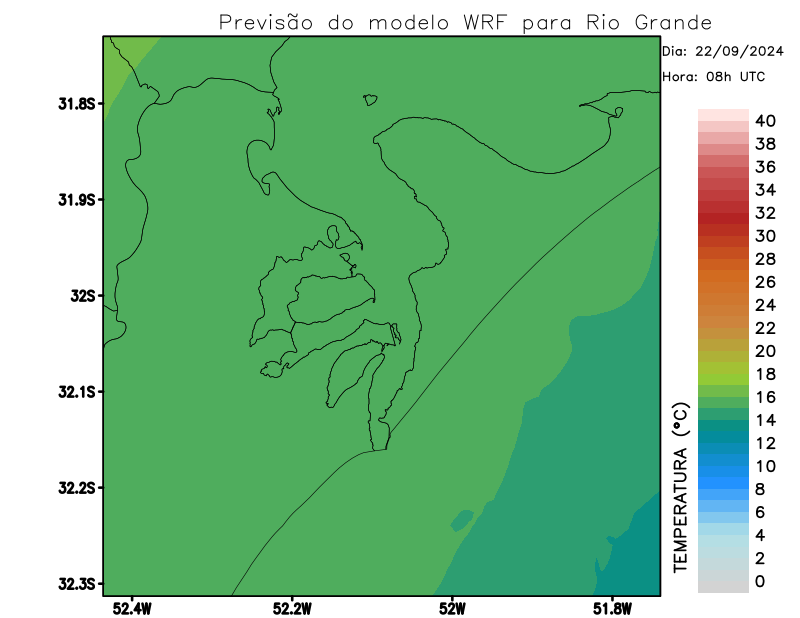 Previsão do modelo WRF para Rio Grande
Dia: 22/09/2024
Hora: 08h UTC
31.8S
31.9S
32S
32.1S
32.2S
32.3S
52.4W
52.2W
52W
51.8W
TEMPERATURA (°C)
40
38
36
34
32
30
28
26
24
22
20
18
16
14
12
10
8
6
4
2
0